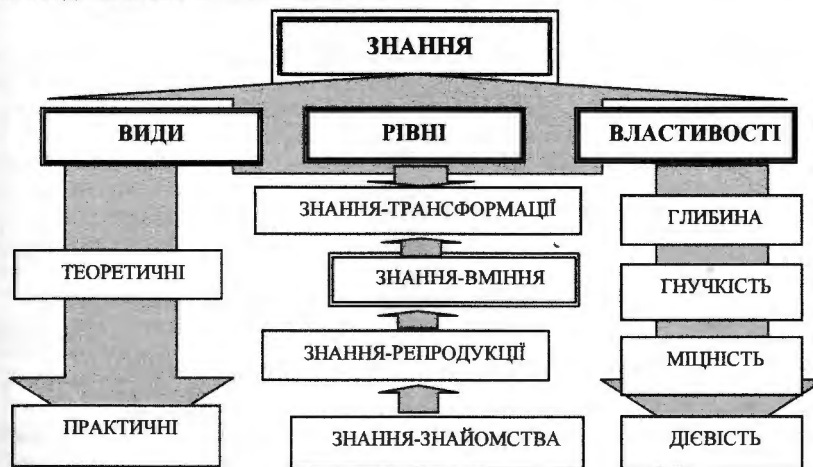 ЗНАННЯ
ВИДИ
РІВНІ
ВЛАСТИВОСТІ
ЗНАННЯ-ТРАНСФОРМАЦІЇ
ГЛИБИНА
ТЕОРЕТИЧНІ
ЗНАННЯ-ВМІННЯ
ГНУЧКІСТЬ
ЗНАННЯ-РЕПРОДУКЦІЇ
МІЦНІСТЬ
ПРАКТИЧНІ
ЗНАННЯ-ЗНАЙОМСТВА
ДІЄВІСТЬ